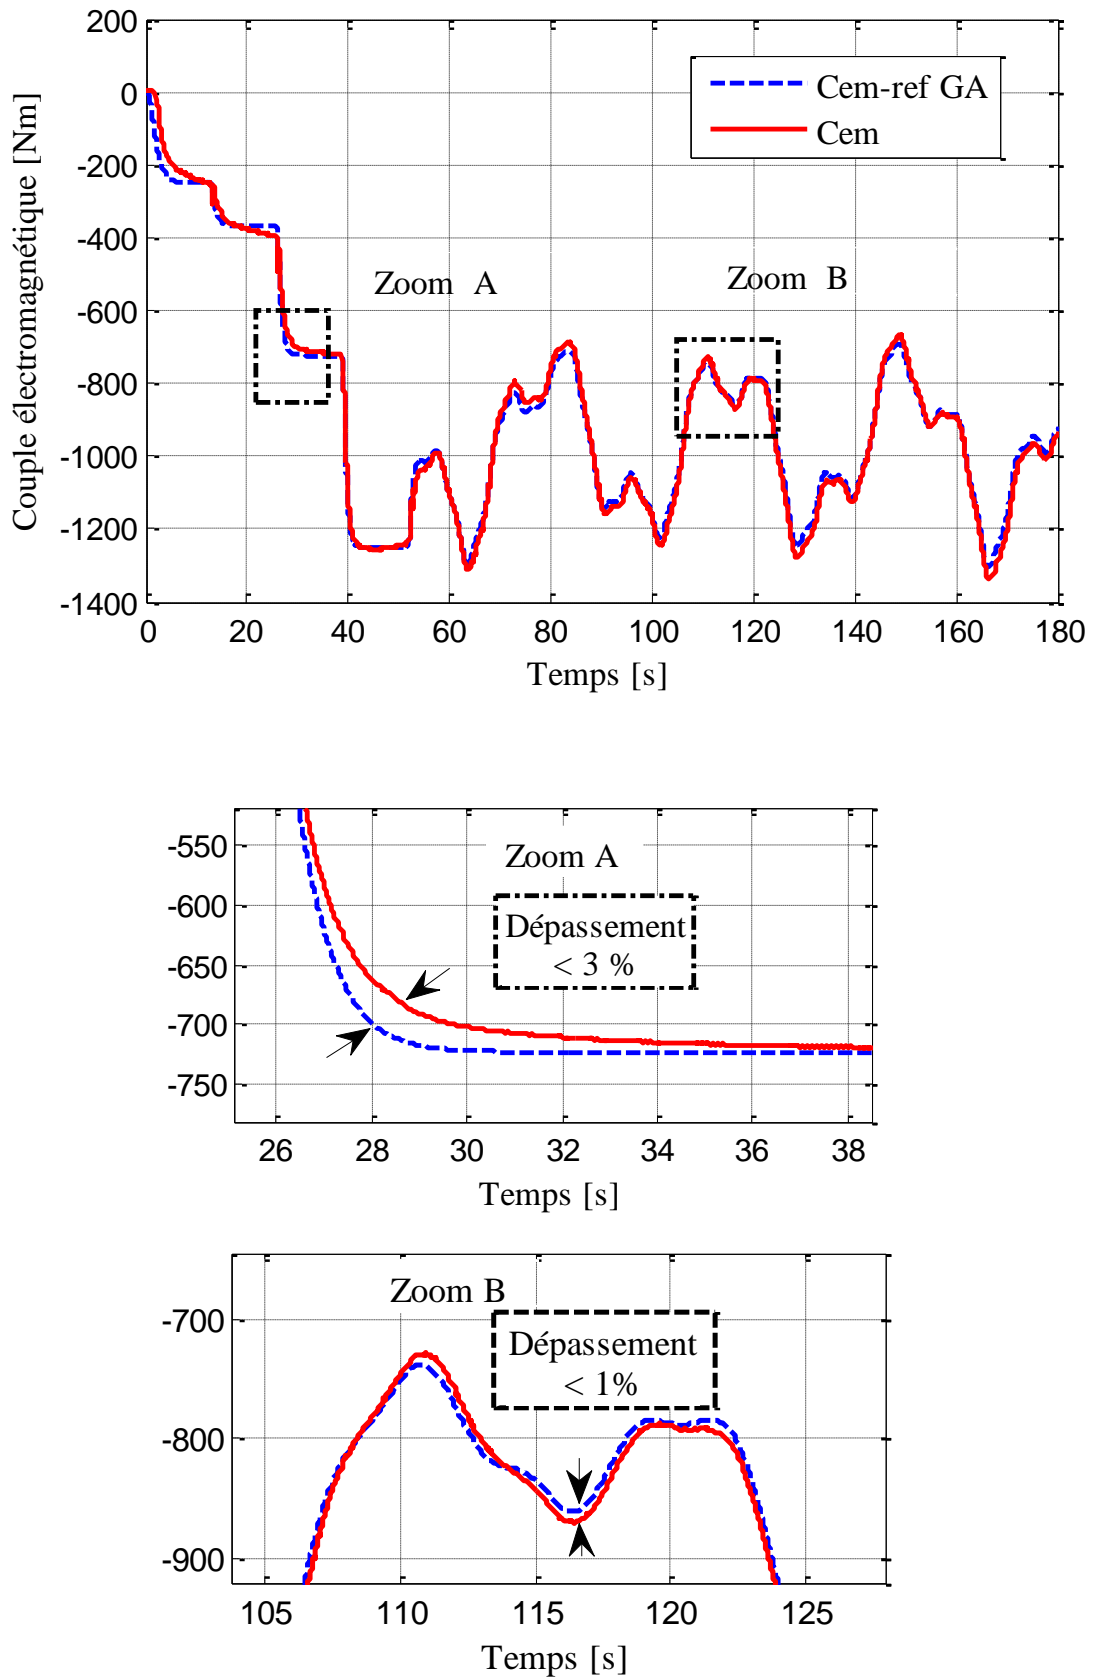 200
0
-200
-400
-600
-800
-1000
-1200
-1400
Couple électromagnétique [Nm]
Cem-ref GA
Cem
Zoom A
Zoom B
0 20 40 60 80 100 120 140 160 180
Temps [s]
-550
-600
-650
-700
-750
Zoom A
Dépassement
< 3 %
26 28 30 32 34 36 38
Temps [s]
-700
-800
-900
Zoom B
Dépassement
< 1%
105 110 115 120 125
Temps [s]